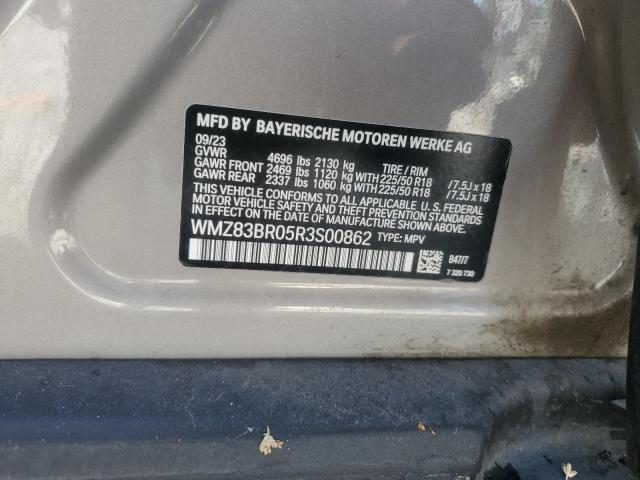 MFD BY BAYERISCHE MOTOREN WERKE AG
09/23
GVWR 4696 lbs 2130 kg TIRE / RIM
GAWR FRONT 2469 lbs 1120 kg WITH 225/50 R18 / 7.5J x 18
GAWR REAR 2337 lbs 1060 kg WITH 225/50 R18 / 7.5J x 18
THIS VEHICLE CONFORMS TO ALL APPLICABLE U.S. FEDERAL
MOTOR VEHICLE SAFETY AND THEFT PREVENTION STANDARDS
IN EFFECT ON THE DATE OF MANUFACTURE SHOWN ABOVE.
WMZ83BR05R3S00862 TYPE: MPV
B47/7
7 320 730